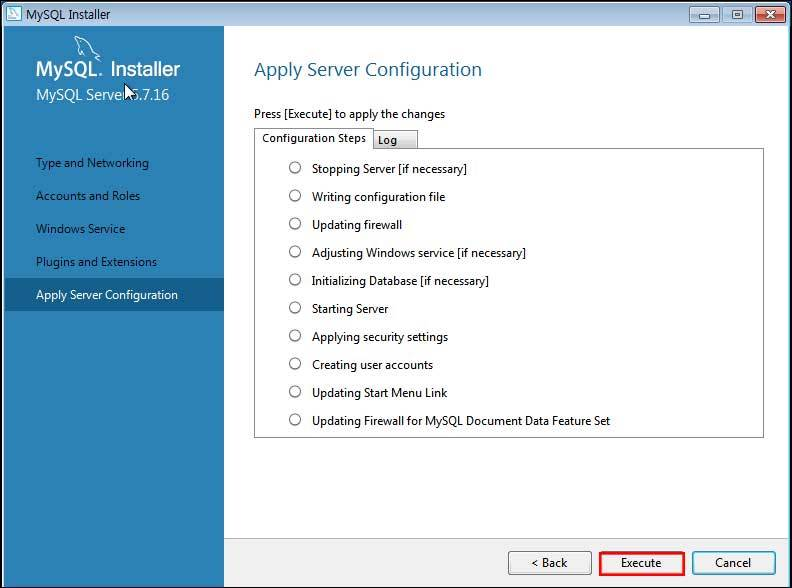 MySQL Installer
MySQL. Installer
MySQL Server 5.7.16
Type and Networking
Accounts and Roles
Windows Service
Plugins and Extensions
Apply Server Configuration
Apply Server Configuration
Press [Execute] to apply the changes
Configuration Steps Log
Stopping Server [if necessary]
Writing configuration file
Updating firewall
Adjusting Windows service [if necessary]
Initializing Database [if necessary]
Starting Server
Applying security settings
Creating user accounts
Updating Start Menu Link
Updating Firewall for MySQL Document Data Feature Set
< Back Execute Cancel